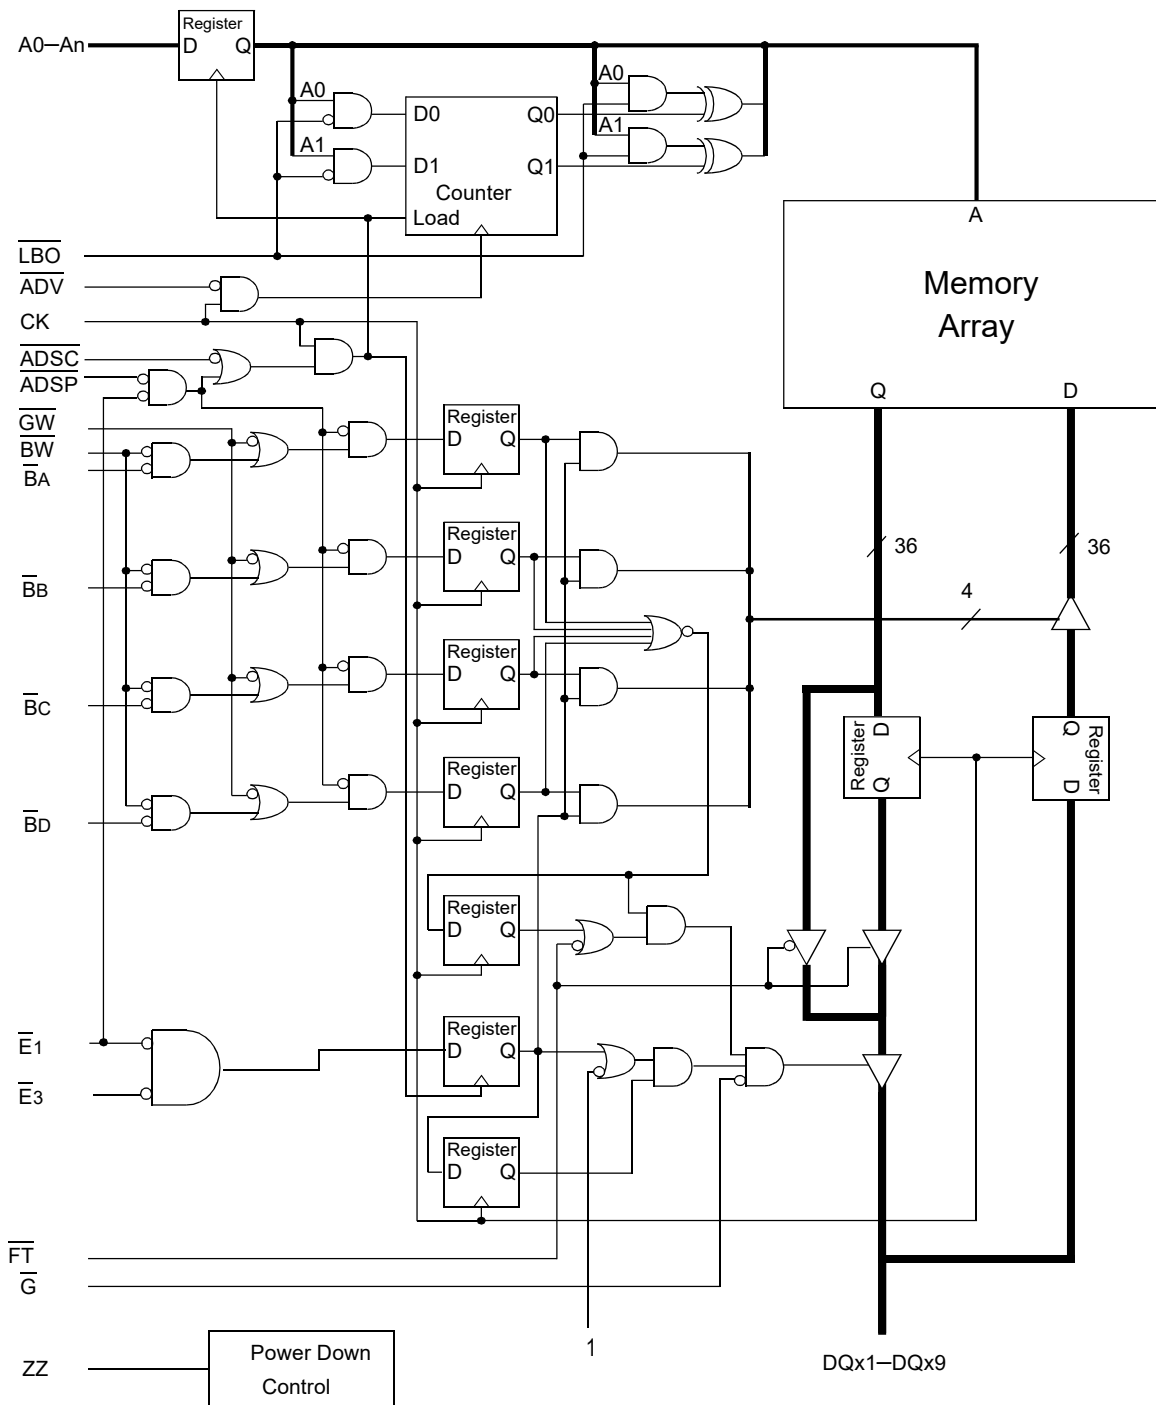 Register
A0–An
D Q
A0
A0
D0
Q0
A1
A1
D1
Q1
Counter
Load
A
LBO
ADV
Memory
CK
Array
ADSC
ADSP
Q D
GW
Register
BW
D Q
BA
Register
36
36
D Q
BB
4
Register
D Q
BC
Register
D
Q
Q
D
Register
Register
D Q
BD
Register
D Q
Register
E1
D Q
E3
Register
D Q
FT
G
1
Power Down
ZZ
DQx1–DQx9
Control